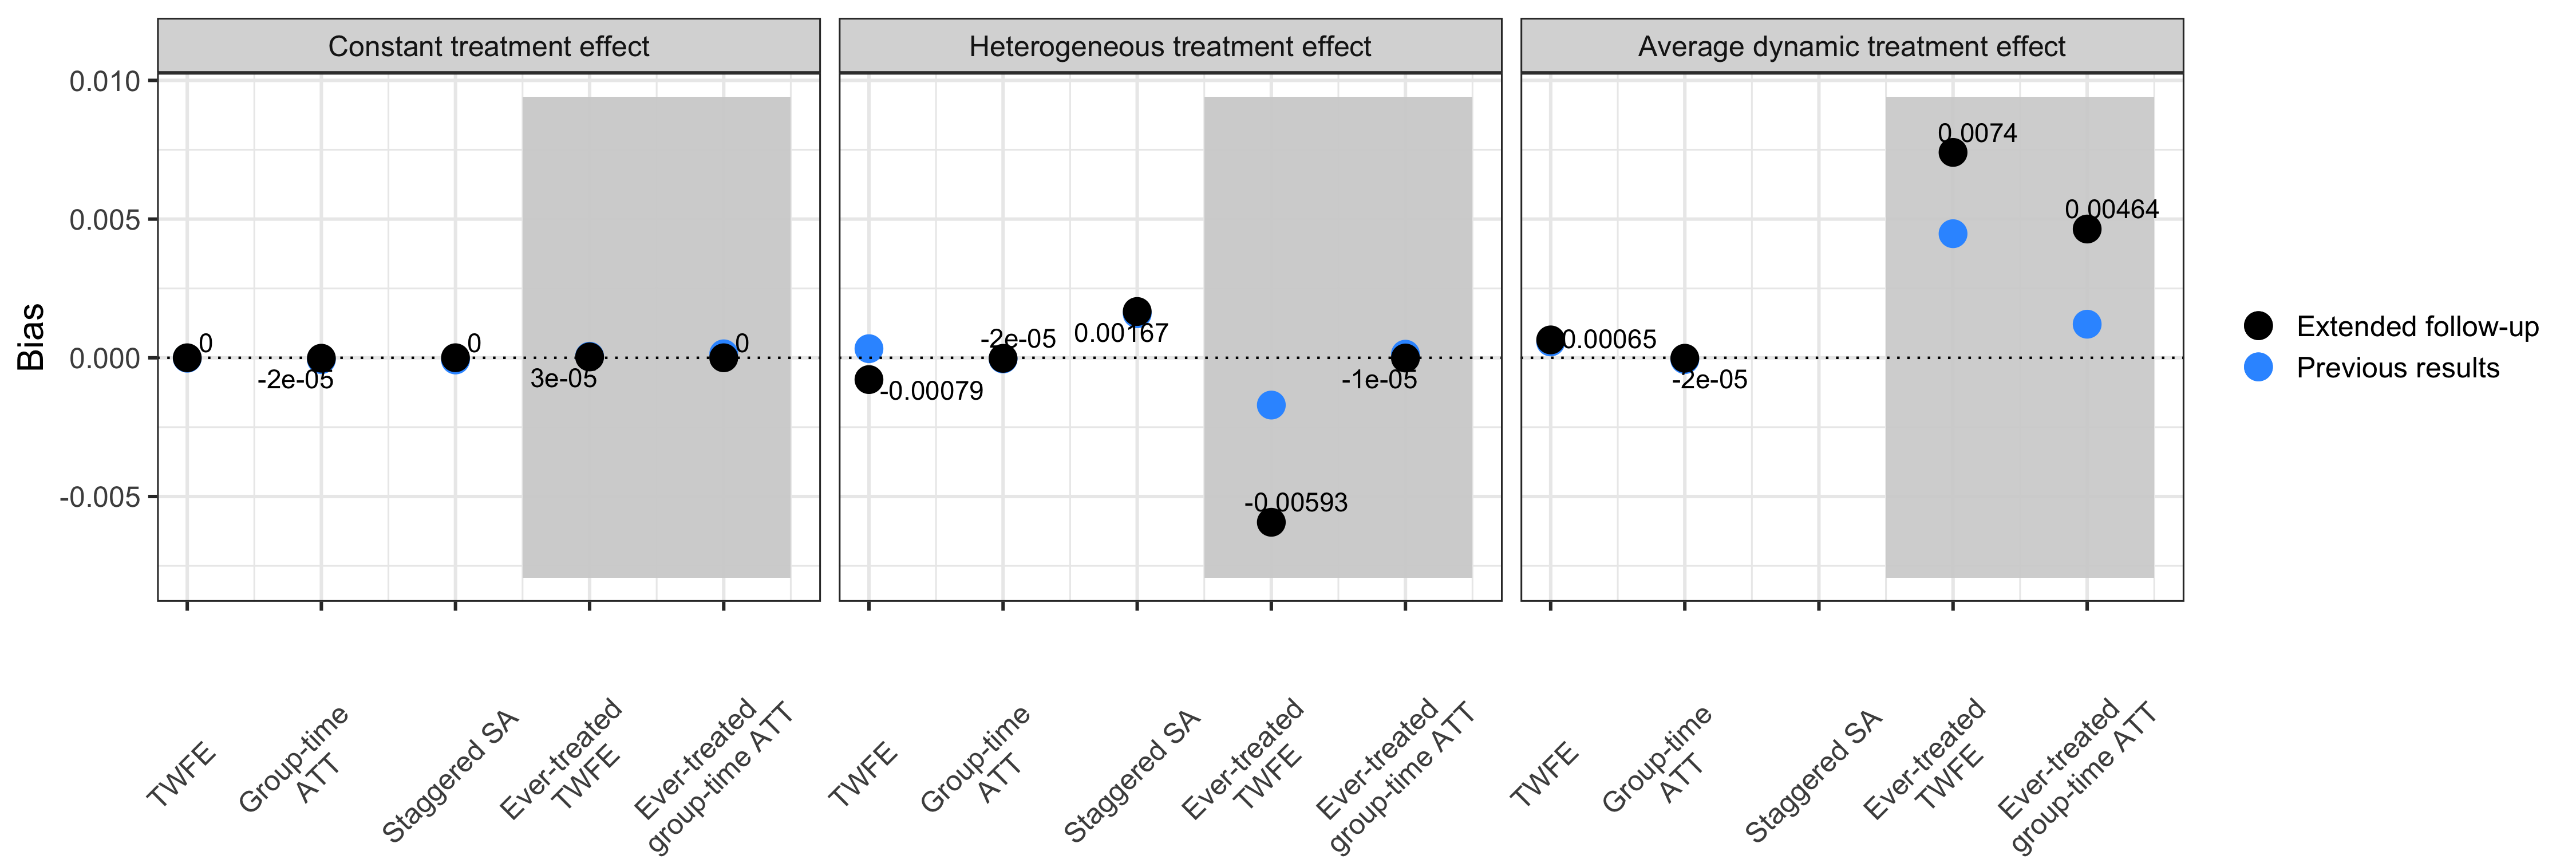 Constant treatment effect
Heterogeneous treatment effect
Average dynamic treatment effect
Bias
0.010
0.005
0.000
-0.005
0
-2e-05
0
3e-05
0
-0.00079
-2e-05
0.00167
-0.00593
-1e-05
0.00065
-2e-05
0.0074
0.00464
Extended follow-up
Previous results
TWFE
Group-time
ATT
Staggered SA
Ever-treated
TWFE
Ever-treated
group-time ATT
TWFE
Group-time
ATT
Staggered SA
Ever-treated
TWFE
Ever-treated
group-time ATT
TWFE
Group-time
ATT
Staggered SA
Ever-treated
TWFE
Ever-treated
group-time ATT